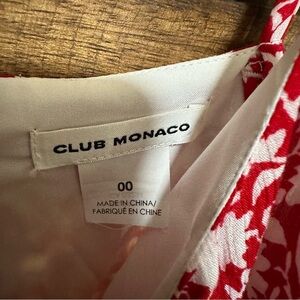 CLUB MONACO
00
MADE IN CHINA/
FABRIQUÉ EN CHINE